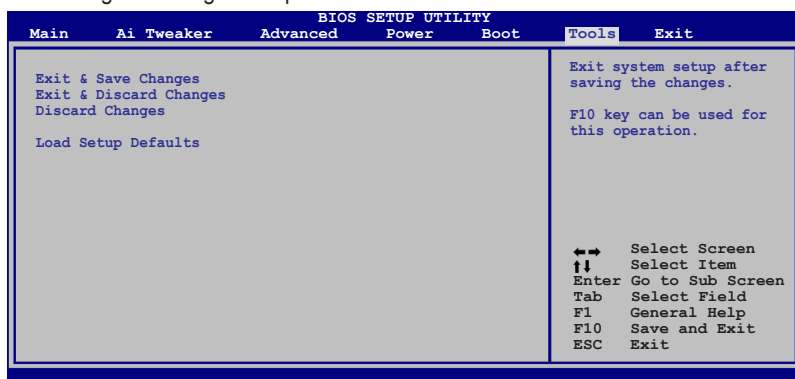 BIOS SETUP UTILITY
Main Ai Tweaker Advanced Power Boot Tools Exit
Exit & Save Changes
Exit & Discard Changes
Discard Changes
Load Setup Defaults
Exit system setup after
saving the changes.
F10 key can be used for
this operation.
←→ Select Screen
↑↓ Select Item
Enter Go to Sub Screen
Tab Select Field
F1 General Help
F10 Save and Exit
ESC Exit